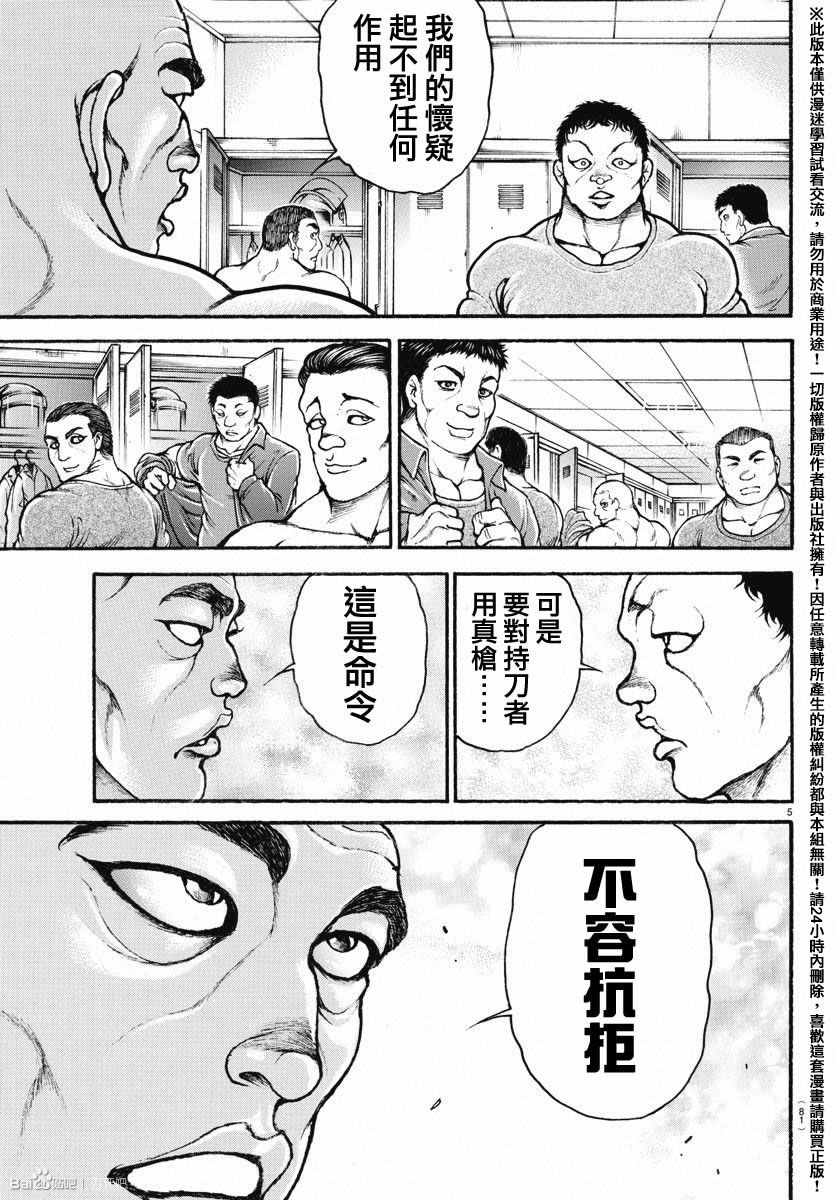 我們的懷疑
起不到任何
作用
可是
要對持刀者
用真槍……
這是命令
5
不容抗拒
(81)
※此版本僅供漫迷學習試看交流，請勿用於商業用途！一切版權歸原作者與出版社擁有！因任意轉載所產生的版權糾紛都與本組無關！請24小時內刪除，喜歡這套漫畫請購買正版！
Bai 贴吧